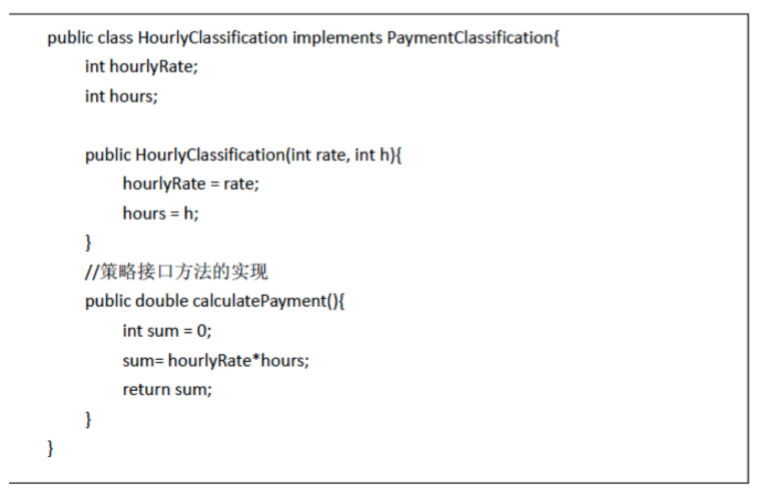 public class HourlyClassification implements PaymentClassification{
int hourlyRate;
int hours;
public HourlyClassification(int rate, int h){
hourlyRate = rate;
hours = h;
}
//策略接口方法的实现
public double calculatePayment(){
int sum = 0;
sum= hourlyRate*hours;
return sum;
}
}